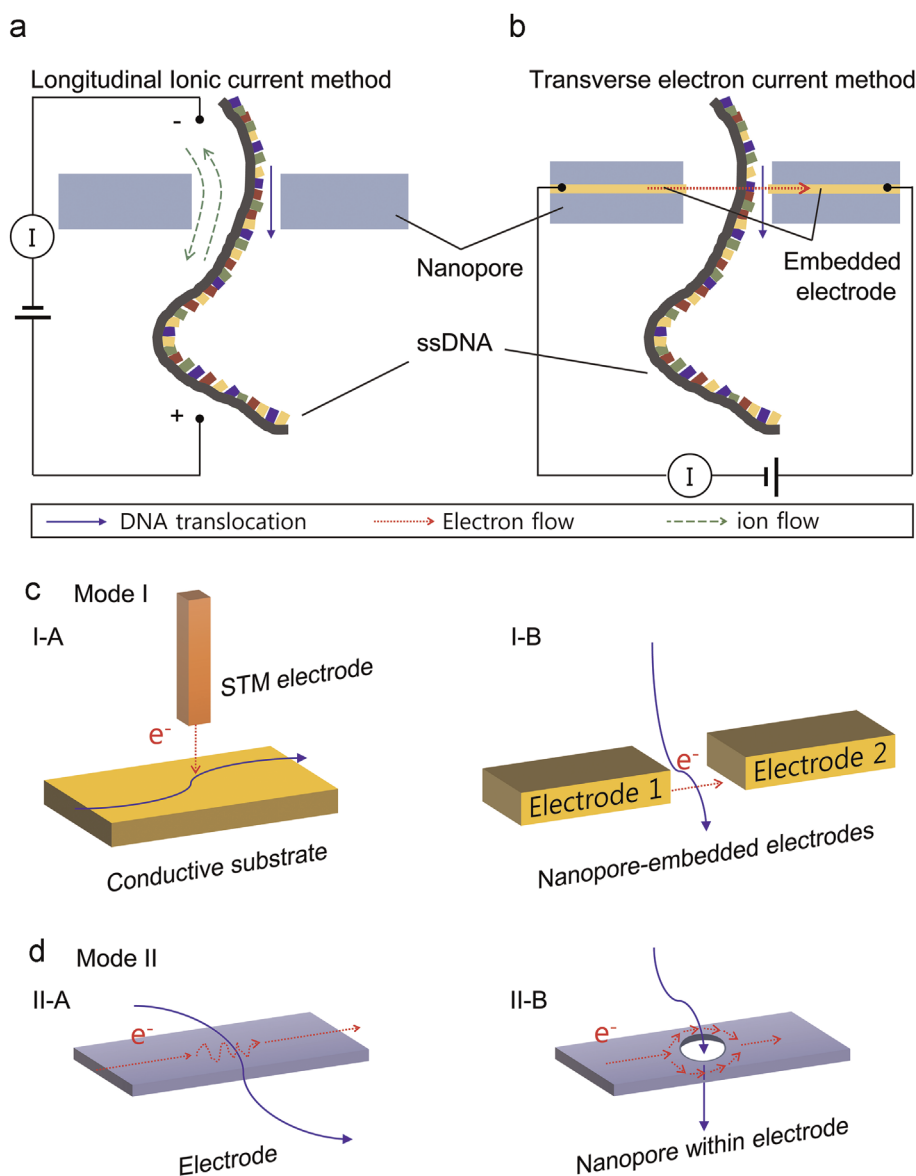 a
b
Longitudinal Ionic current method
Transverse electron current method
-
I
Nanopore
Embedded
electrode
ssDNA
+
I
DNA translocation
Electron flow
ion flow
c
Mode I
I-A
STM electrode
e-
Conductive substrate
I-B
e-
Electrode 1
Electrode 2
Nanopore-embedded electrodes
d
Mode II
II-A
e-
Electrode
II-B
e-
Nanopore within electrode